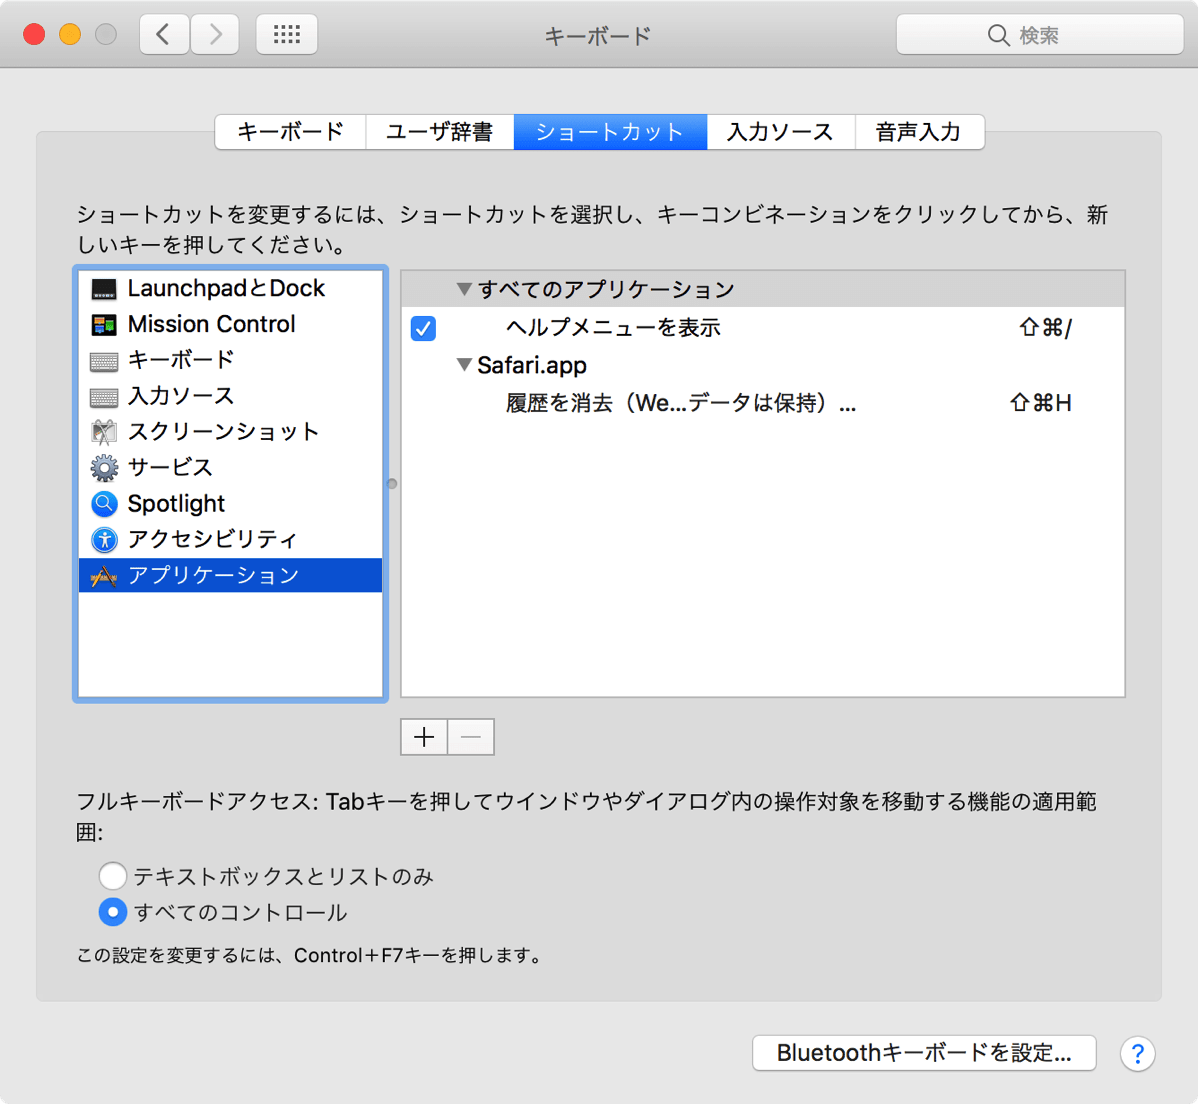 キーボード
検索
キーボード
ユーザ辞書
ショートカット
入力ソース
音声入力
ショートカットを変更するには、ショートカットを選択し、キーコンビネーションをクリックしてから、新
しいキーを押してください。
LaunchpadとDock
Mission Control
キーボード
入力ソース
スクリーンショット
サービス
Spotlight
アクセシビリティ
アプリケーション
▼すべてのアプリケーション
ヘルプメニューを表示 ⇧⌘/
▼Safari.app
履歴を消去（We...データは保持）... ⇧⌘H
フルキーボードアクセス: Tabキーを押してウインドウやダイアログ内の操作対象を移動する機能の適用範
囲:
テキストボックスとリストのみ
すべてのコントロール
この設定を変更するには、Control＋F7キーを押します。
Bluetoothキーボードを設定...
?